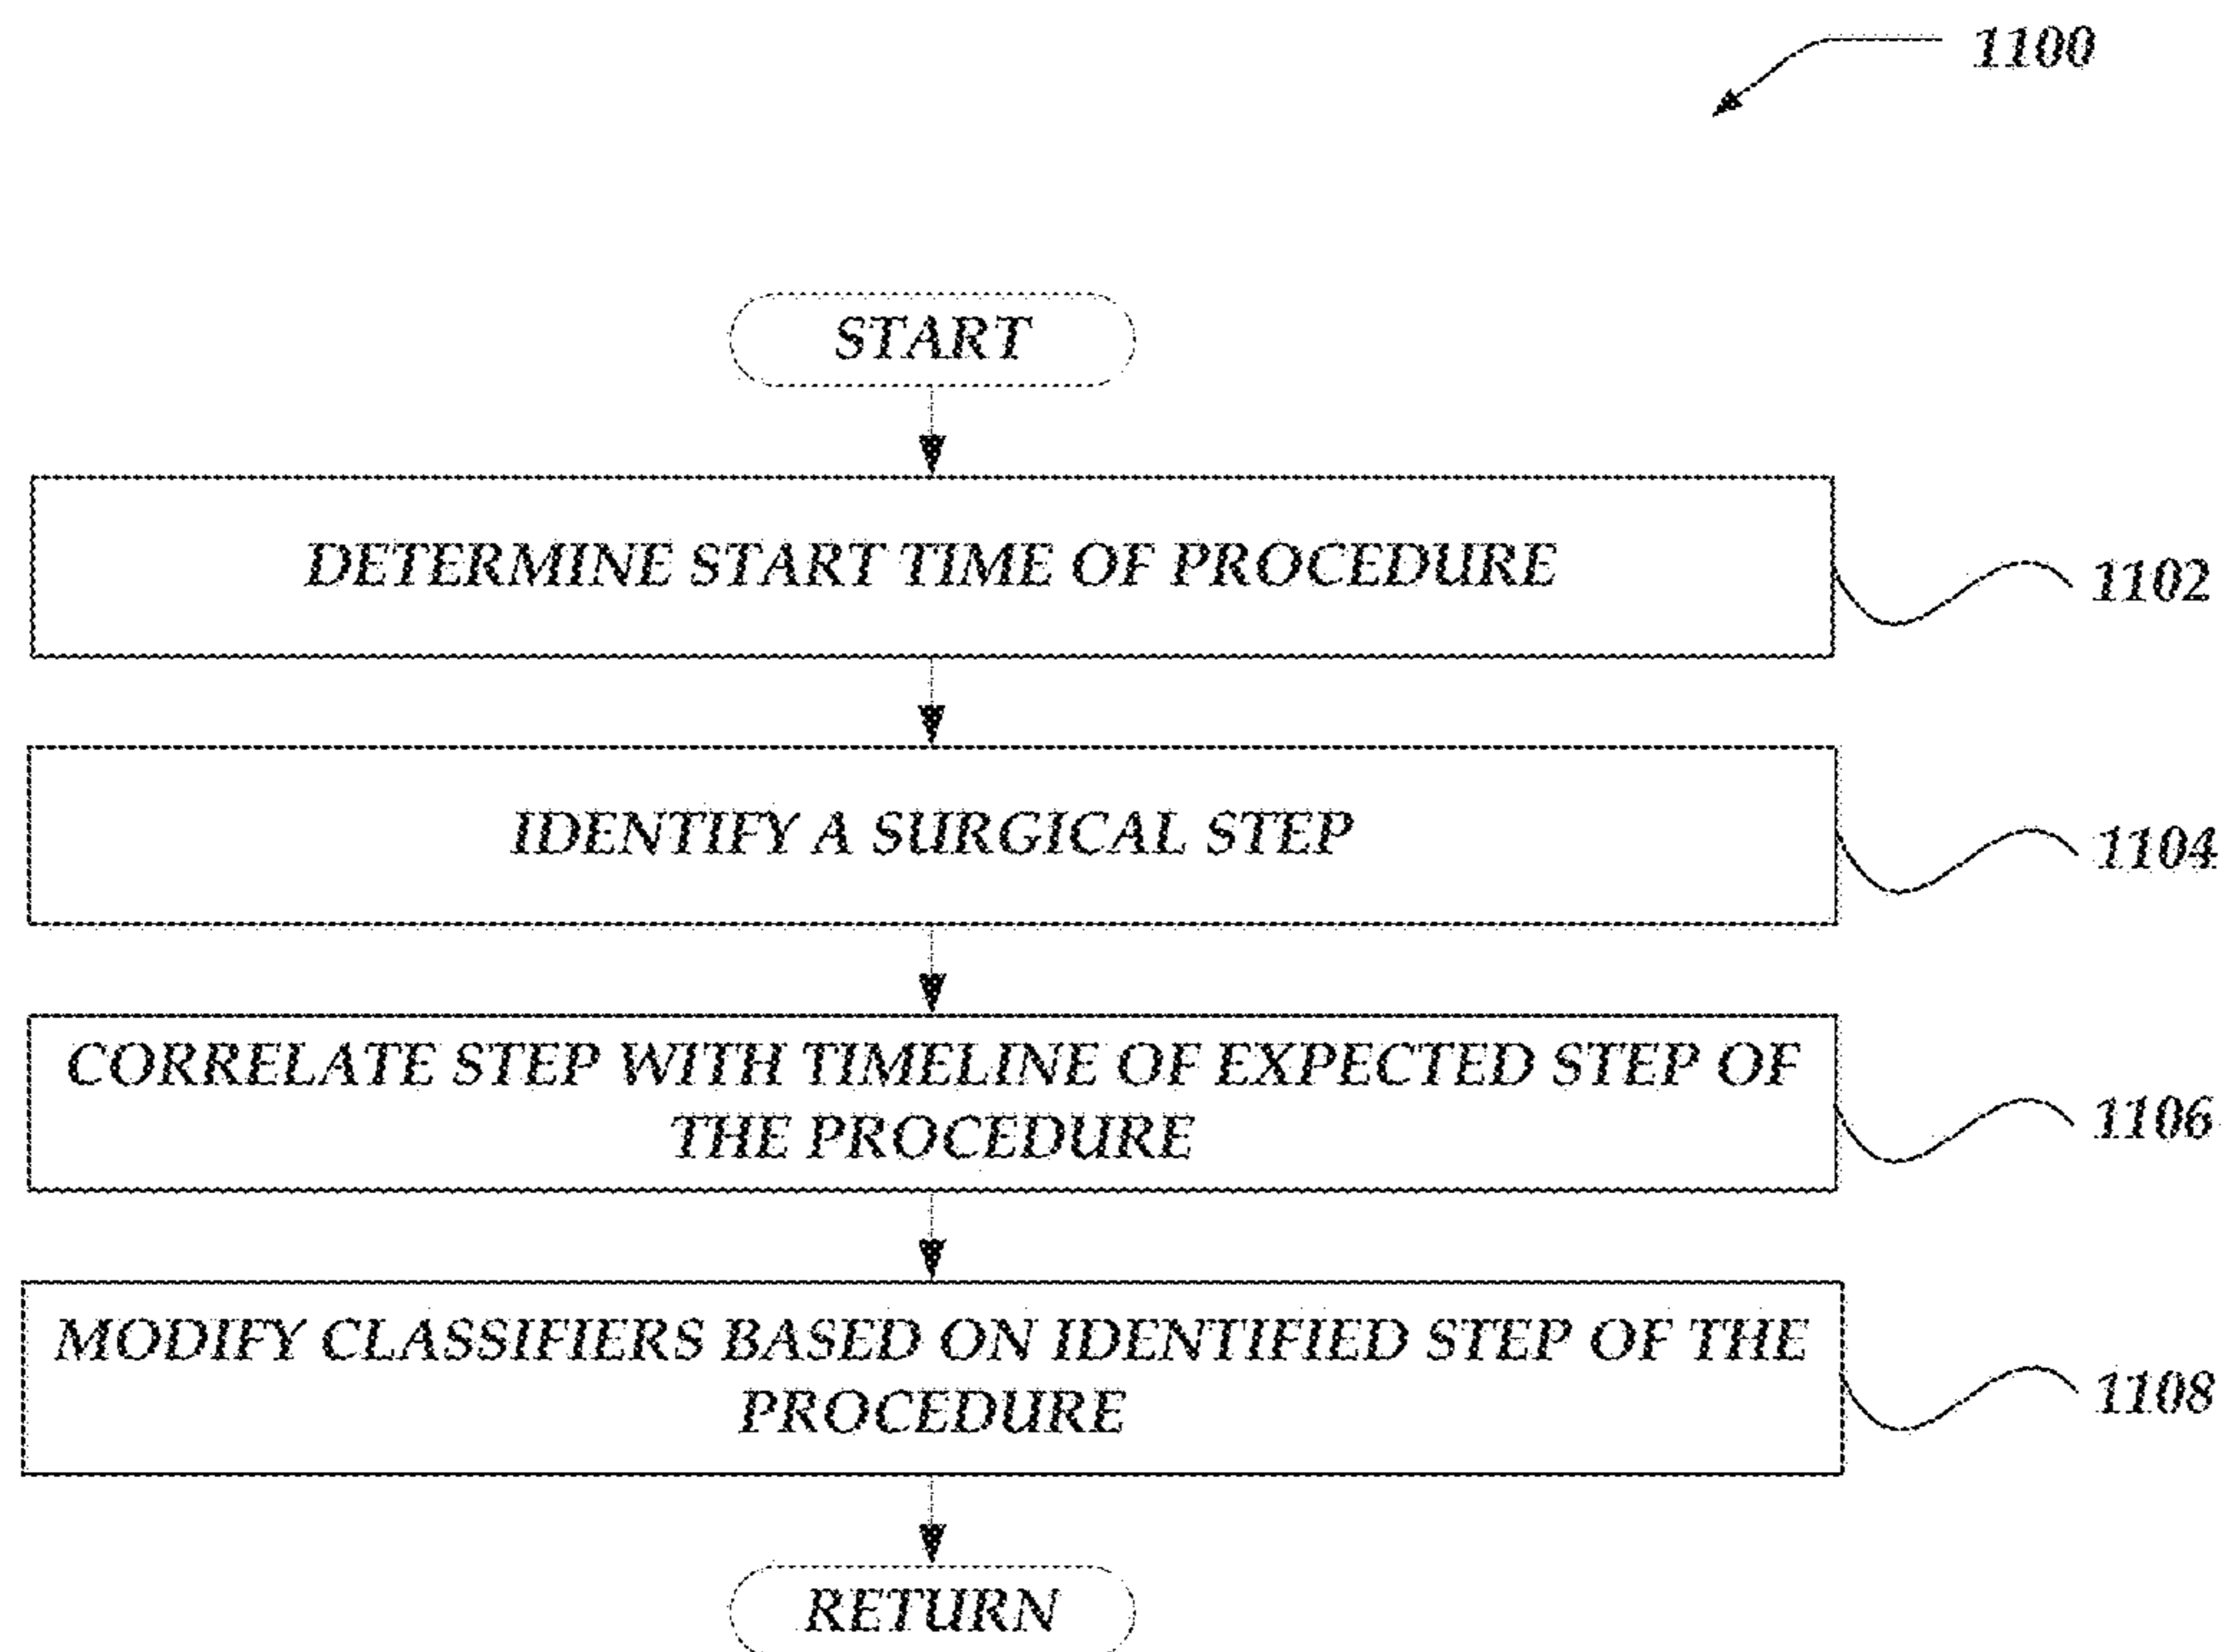 1100
START
DETERMINE START TIME OF PROCEDURE
1102
IDENTIFY A SURGICAL STEP
1104
CORRELATE STEP WITH TIMELINE OF EXPECTED STEP OF
THE PROCEDURE
1106
MODIFY CLASSIFIERS BASED ON IDENTIFIED STEP OF THE
PROCEDURE
1108
RETURN